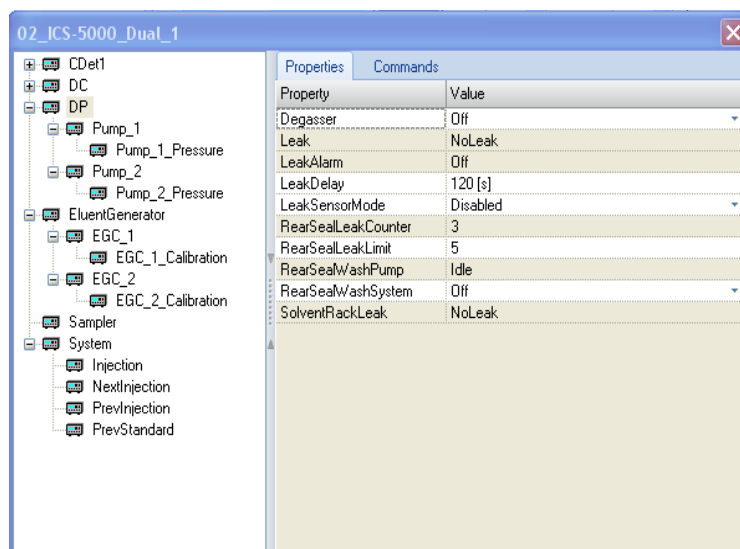 02_ICS-5000_Dual_1
CDet1
DC
DP
Pump_1
Pump_1_Pressure
Pump_2
Pump_2_Pressure
EluentGenerator
EGC_1
EGC_1_Calibration
EGC_2
EGC_2_Calibration
Sampler
System
Injection
NextInjection
PrevInjection
PrevStandard
Properties Commands
Property Value
Degasser Off
Leak NoLeak
LeakAlarm Off
LeakDelay 120 [s]
LeakSensorMode Disabled
RearSealLeakCounter 3
RearSealLeakLimit 5
RearSealWashPump Idle
RearSealWashSystem Off
SolventRackLeak NoLeak